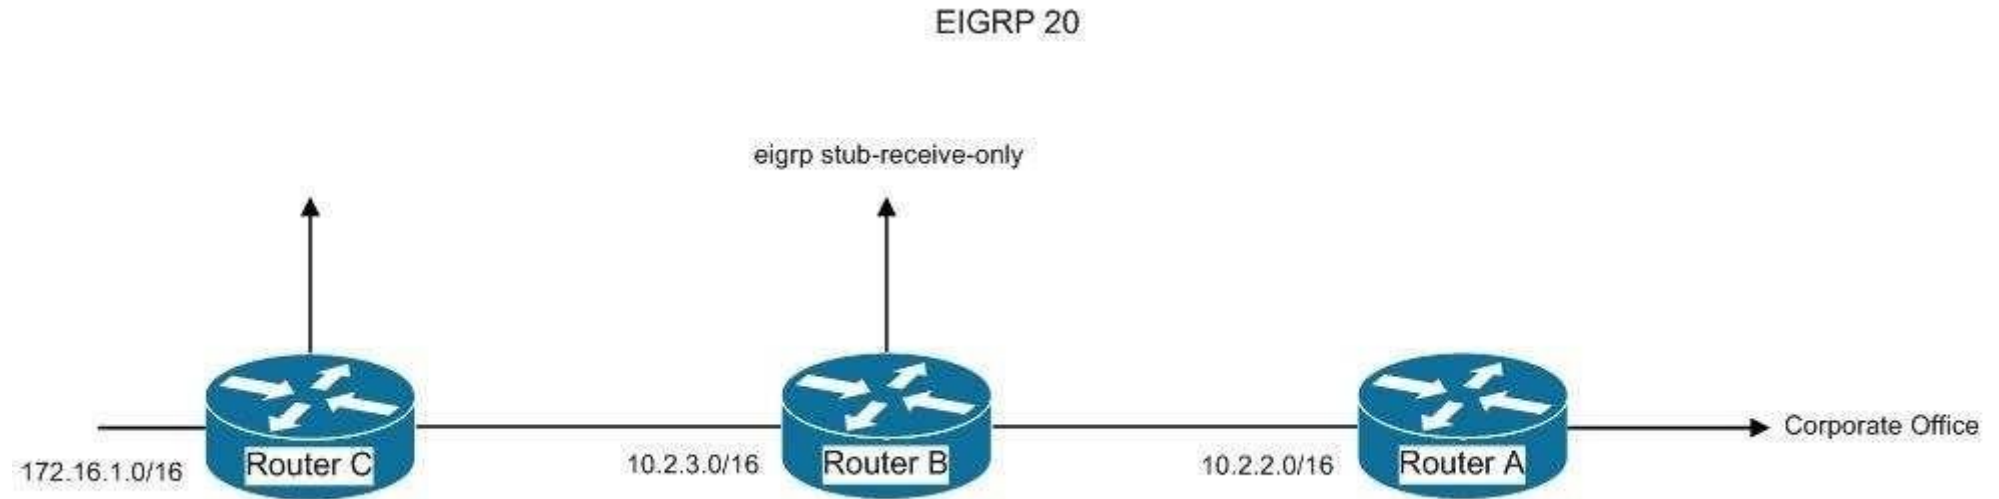 EIGRP 20
eigrp stub-receive-only
Corporate Office
172.16.1.0/16
Router C
10.2.3.0/16
Router B
10.2.2.0/16
Router A